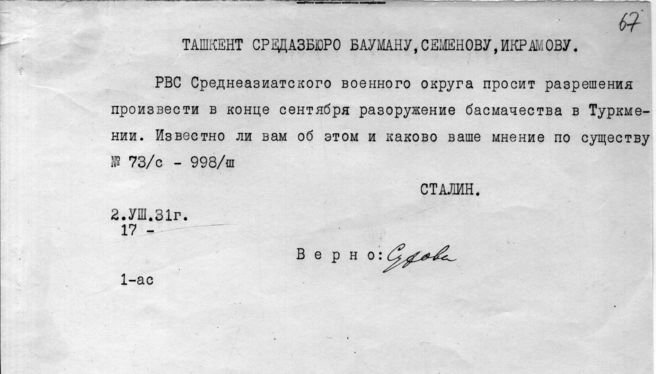 67
ТАШКЕНТ СРЕДАЗБЮРО БАУМАНУ, СЕМЕНОВУ, ИКРАМОВУ.
РВС Среднеазиатского военного округа просит разрешения
произвести в конце сентября разоружение басмачества в Туркме-
нии. Известно ли вам об этом и каково ваше мнение по существу
№ 73/с - 998/ш
СТАЛИН.
2.УШ.31г.
17 -
Верно:
1-ас